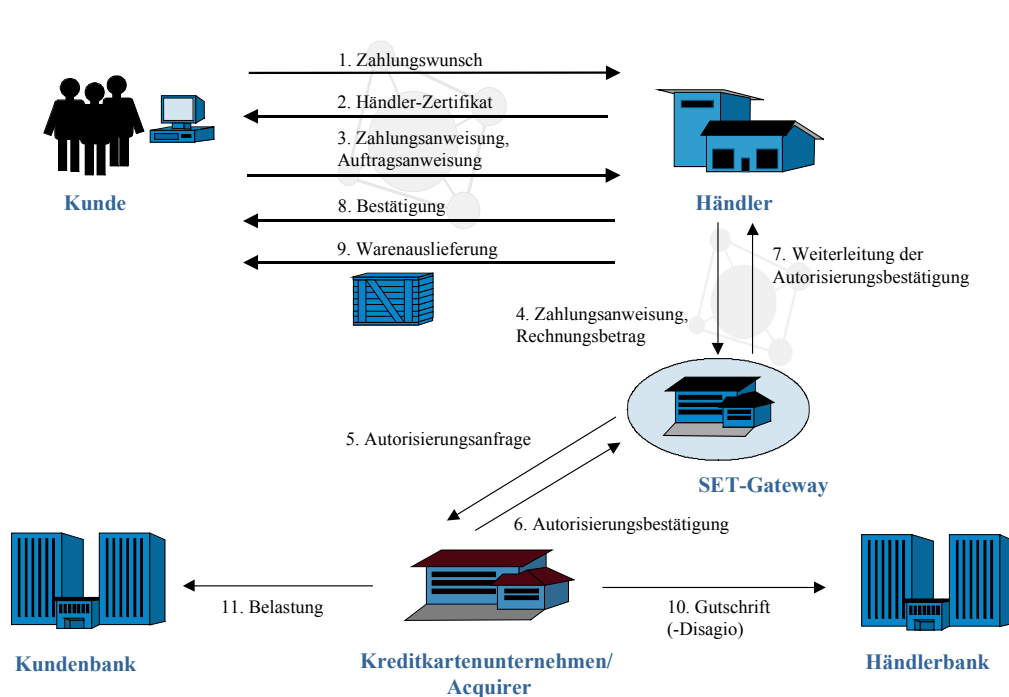 1. Zahlungswunsch
2. Händler-Zertifikat
3. Zahlungsanweisung,
Auftragsanweisung
Kunde
Händler
8. Bestätigung
9. Warenauslieferung
7. Weiterleitung der
Autorisierungsbestätigung
4. Zahlungsanweisung,
Rechnungsbetrag
5. Autorisierungsanfrage
SET-Gateway
6. Autorisierungsbestätigung
11. Belastung
10. Gutschrift
(-Disagio)
Kundenbank
Kreditkartenunternehmen/
Acquirer
Händlerbank